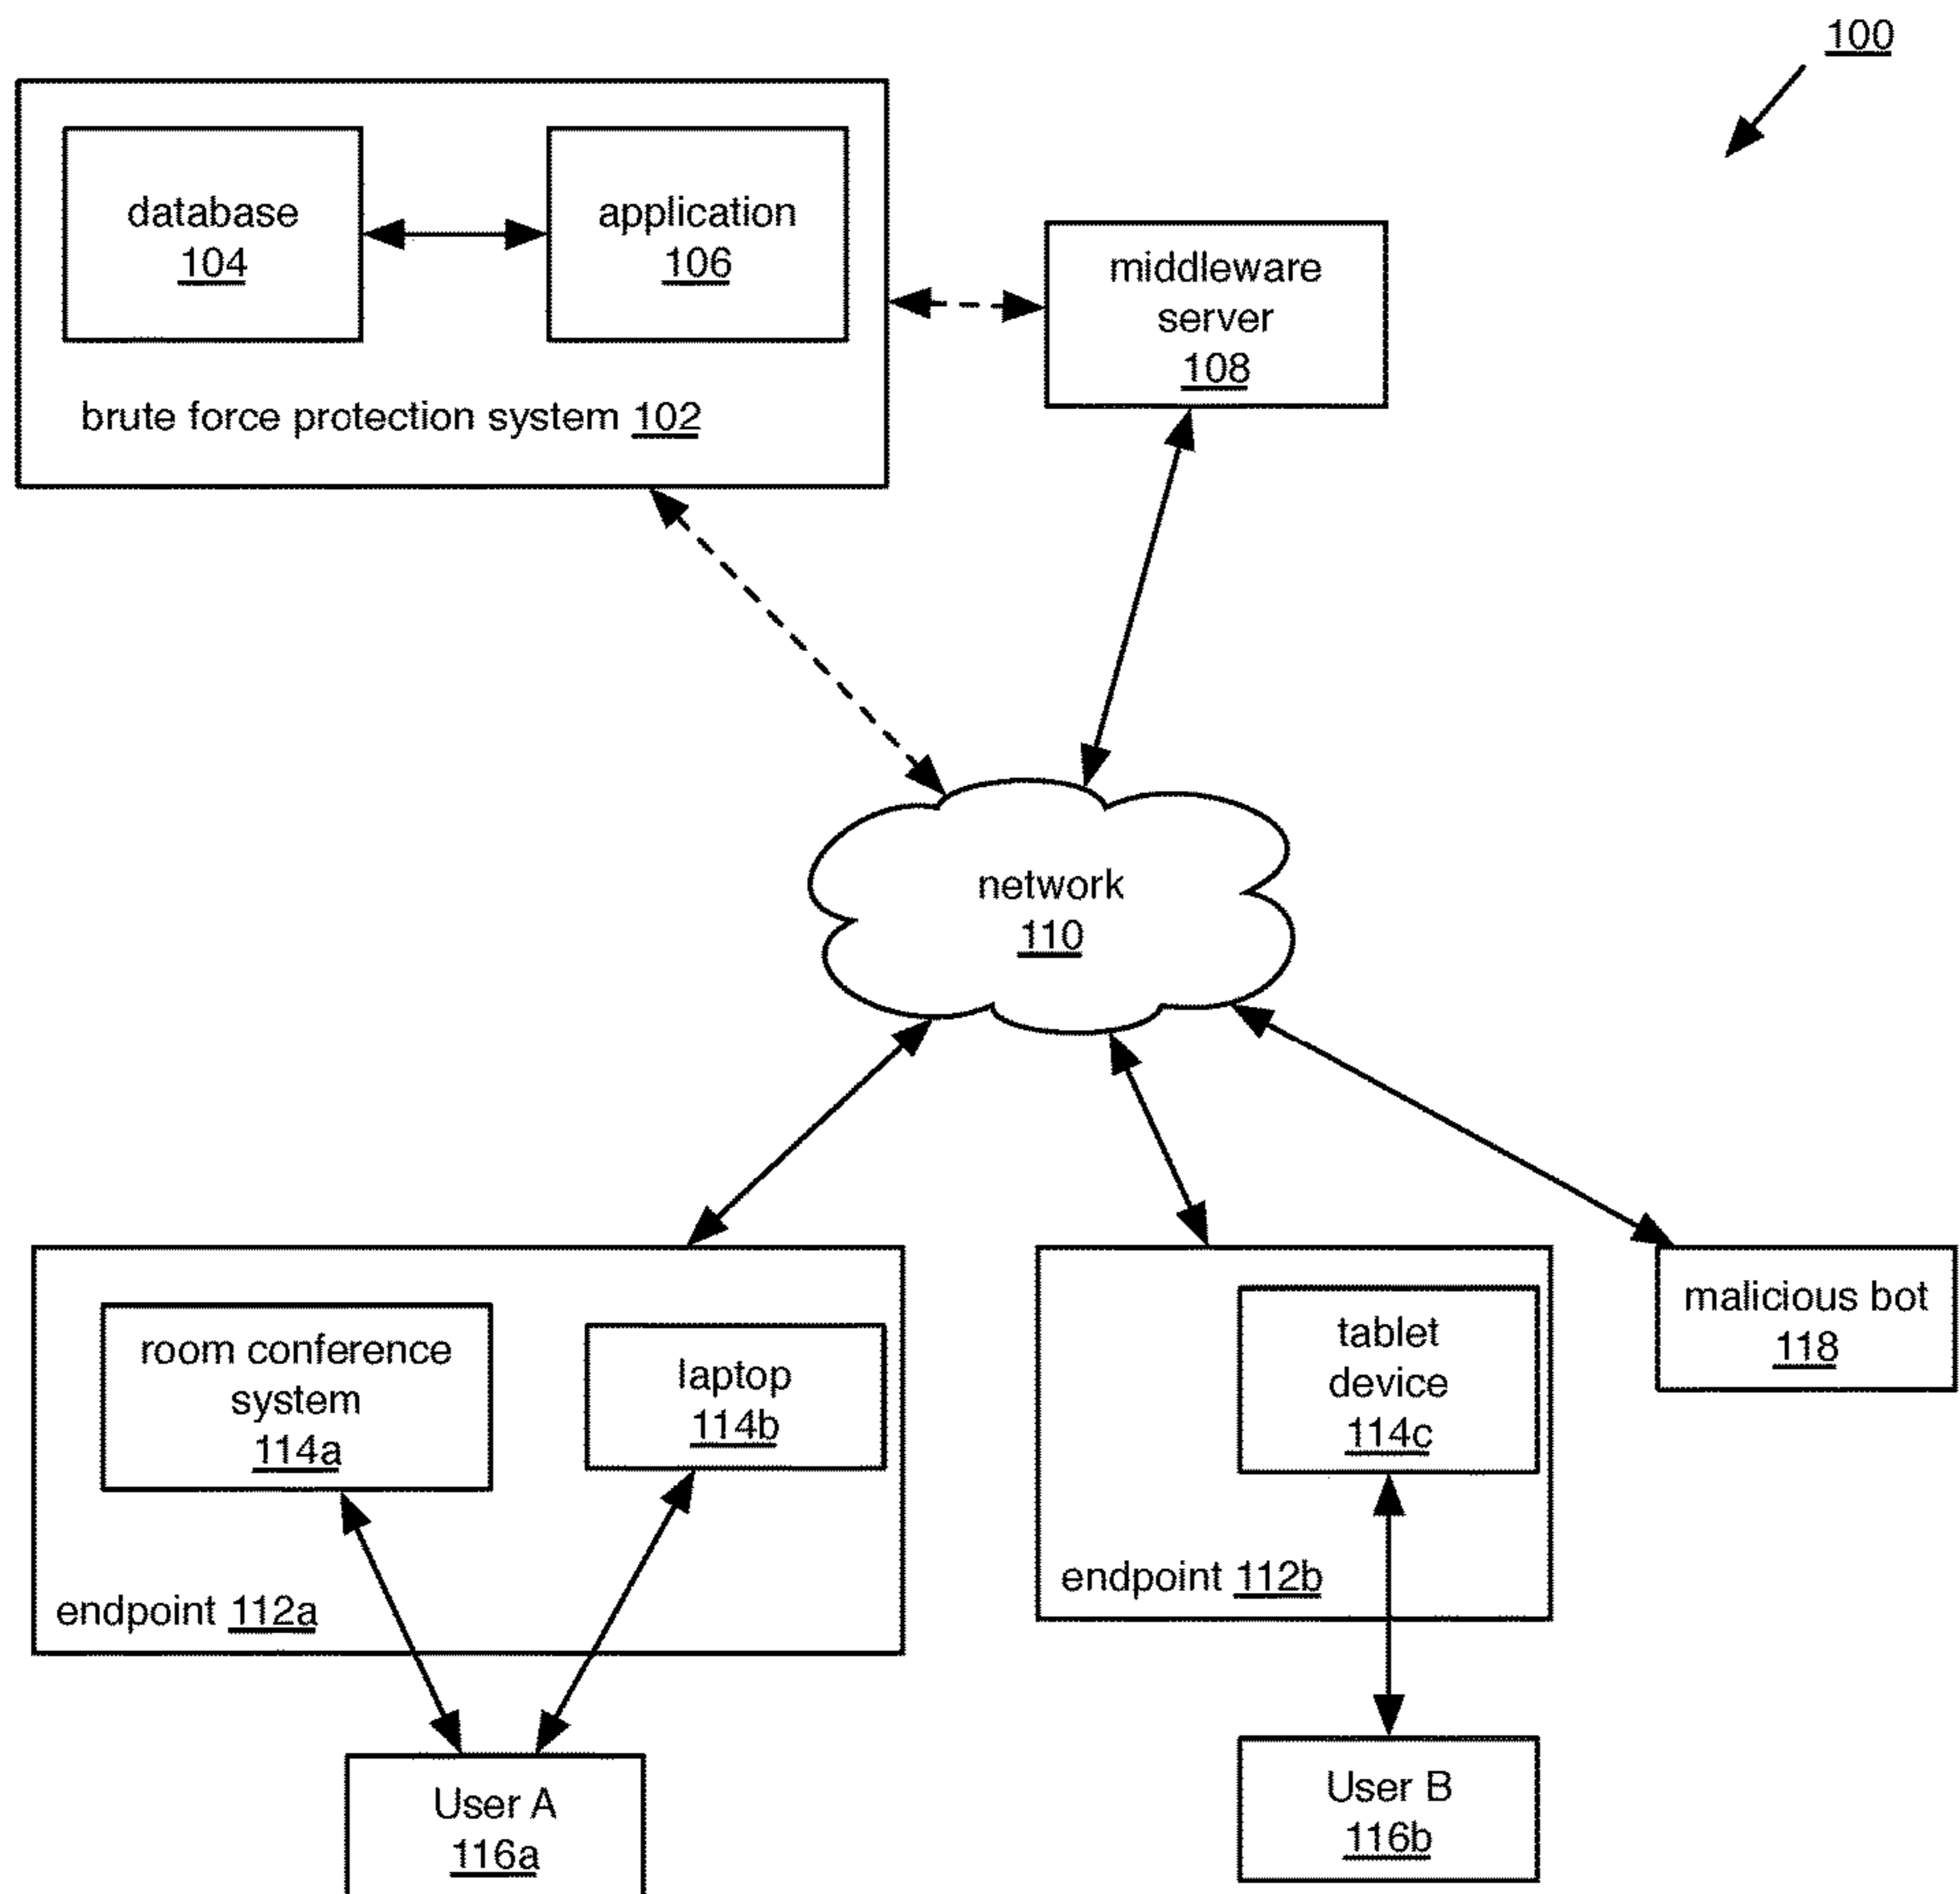 100
database
104
application
106
brute force protection system 102
middleware
server
108
network
110
room conference
system
114a
laptop
114b
endpoint 112a
tablet
device
114c
endpoint 112b
malicious bot
118
User A
116a
User B
116b